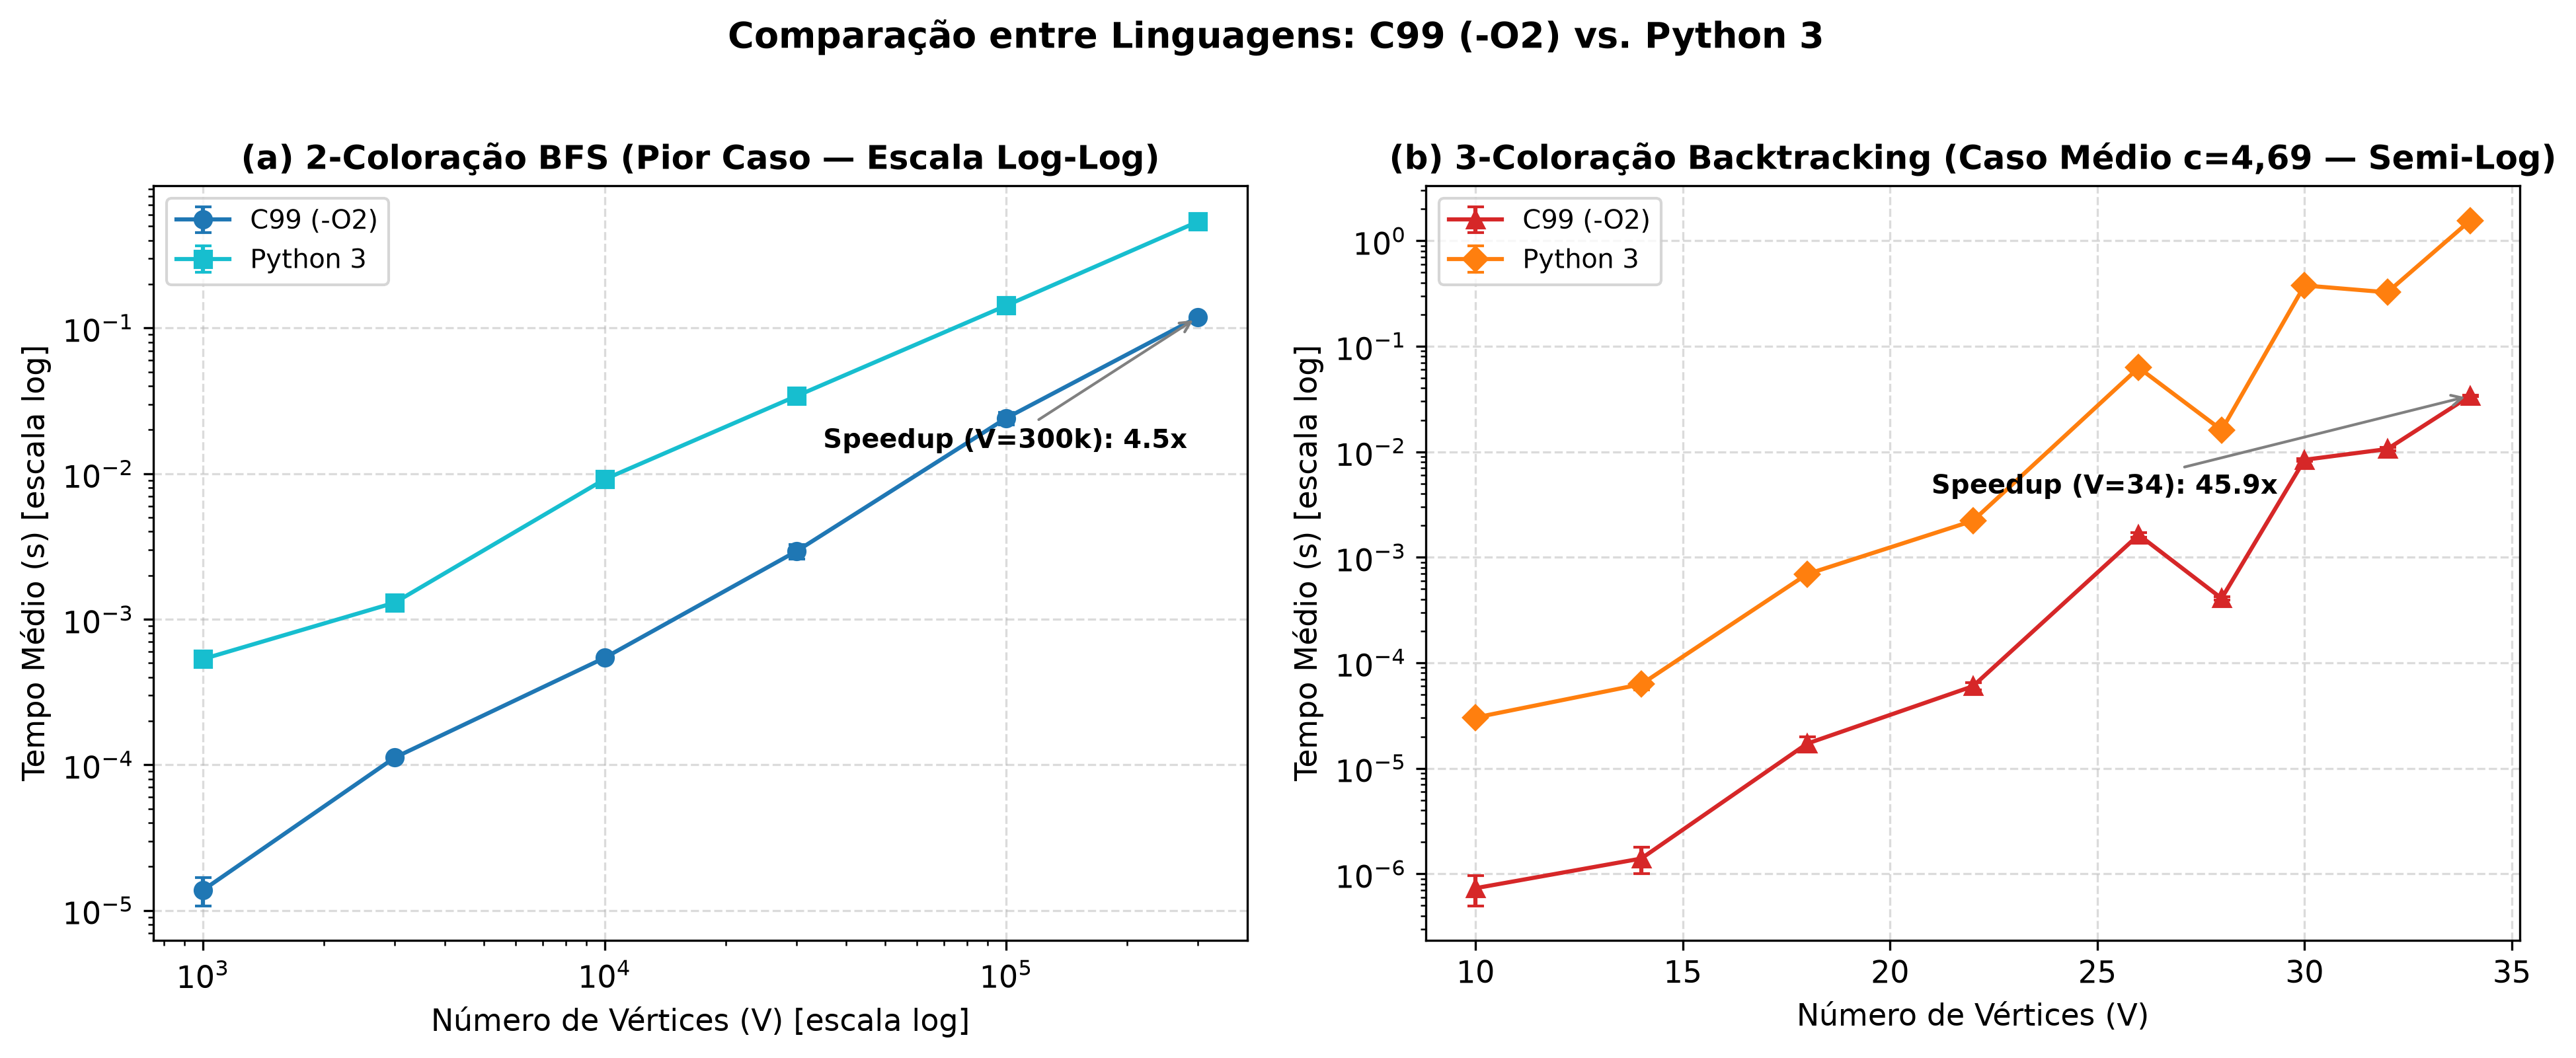 Comparação entre Linguagens: C99 (-O2) vs. Python 3
(a) 2-Coloração BFS (Pior Caso — Escala Log-Log)
C99 (-O2)
Python 3
Speedup (V=300k): 4.5x
Tempo Médio (s) [escala log]
10⁻¹
10⁻²
10⁻³
10⁻⁴
10⁻⁵
10³ 10⁴ 10⁵
Número de Vértices (V) [escala log]
(b) 3-Coloração Backtracking (Caso Médio c=4,69 — Semi-Log)
C99 (-O2)
Python 3
Speedup (V=34): 45.9x
Tempo Médio (s) [escala log]
10⁰
10⁻¹
10⁻²
10⁻³
10⁻⁴
10⁻⁵
10⁻⁶
10 15 20 25 30 35
Número de Vértices (V)